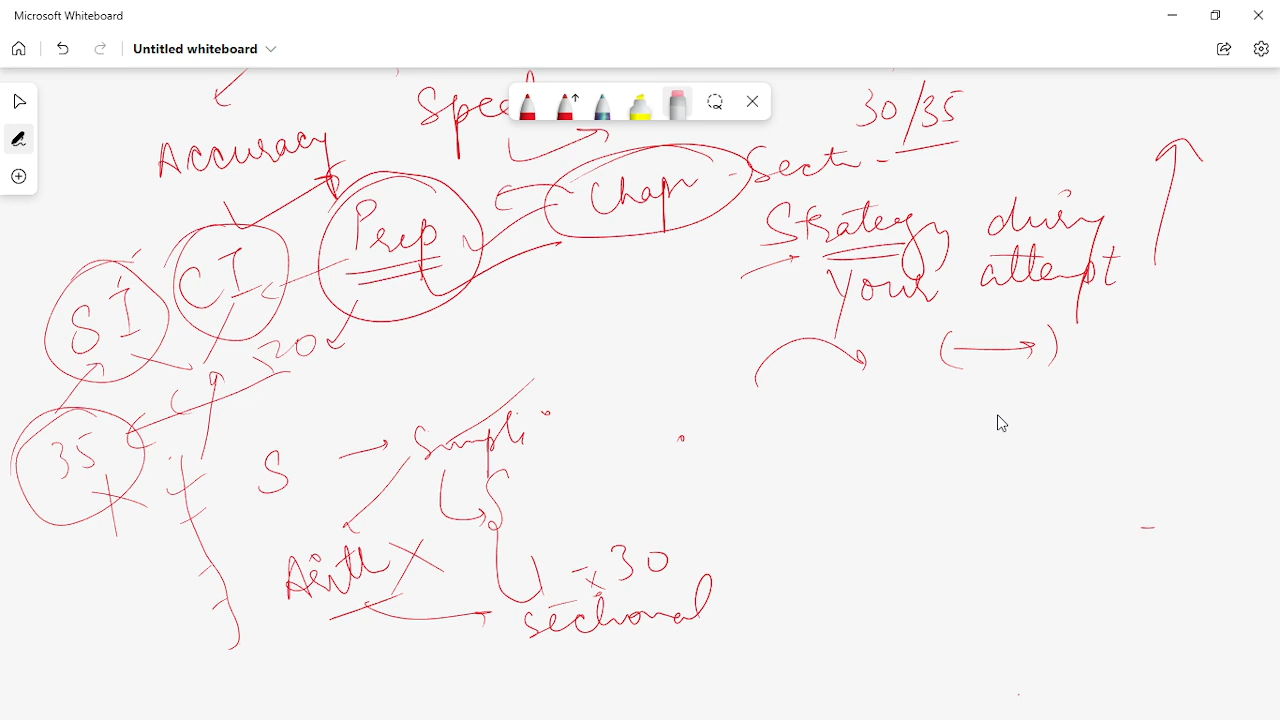 Microsoft Whiteboard
Untitled whiteboard
Spee
30/35
Accuracy
Chap - Secti -
Prep
Strategy during
your attempt
CI
SI
20
35
S → Simpli
Arith
30
sectional